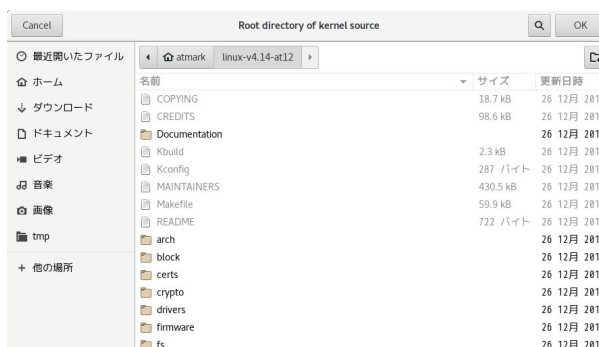 Cancel Root directory of kernel source OK
最近開いたファイル atmark linux-v4.14-at12
ホーム 名前 サイズ 更新日時
COPYING 18.7 kB 26 12月 201
ダウンロード CREDITS 98.6 kB 26 12月 201
ドキュメント Documentation 26 12月 201
Kbuild 2.3 kB 26 12月 201
ビデオ Kconfig 287 バイト 26 12月 201
音楽 MAINTAINERS 430.5 kB 26 12月 201
画像 Makefile 59.9 kB 26 12月 201
README 722 バイト 26 12月 201
tmp arch 26 12月 201
block 26 12月 201
他の場所 certs 26 12月 201
crypto 26 12月 201
drivers 26 12月 201
firmware 26 12月 201
fs 26 12月 201